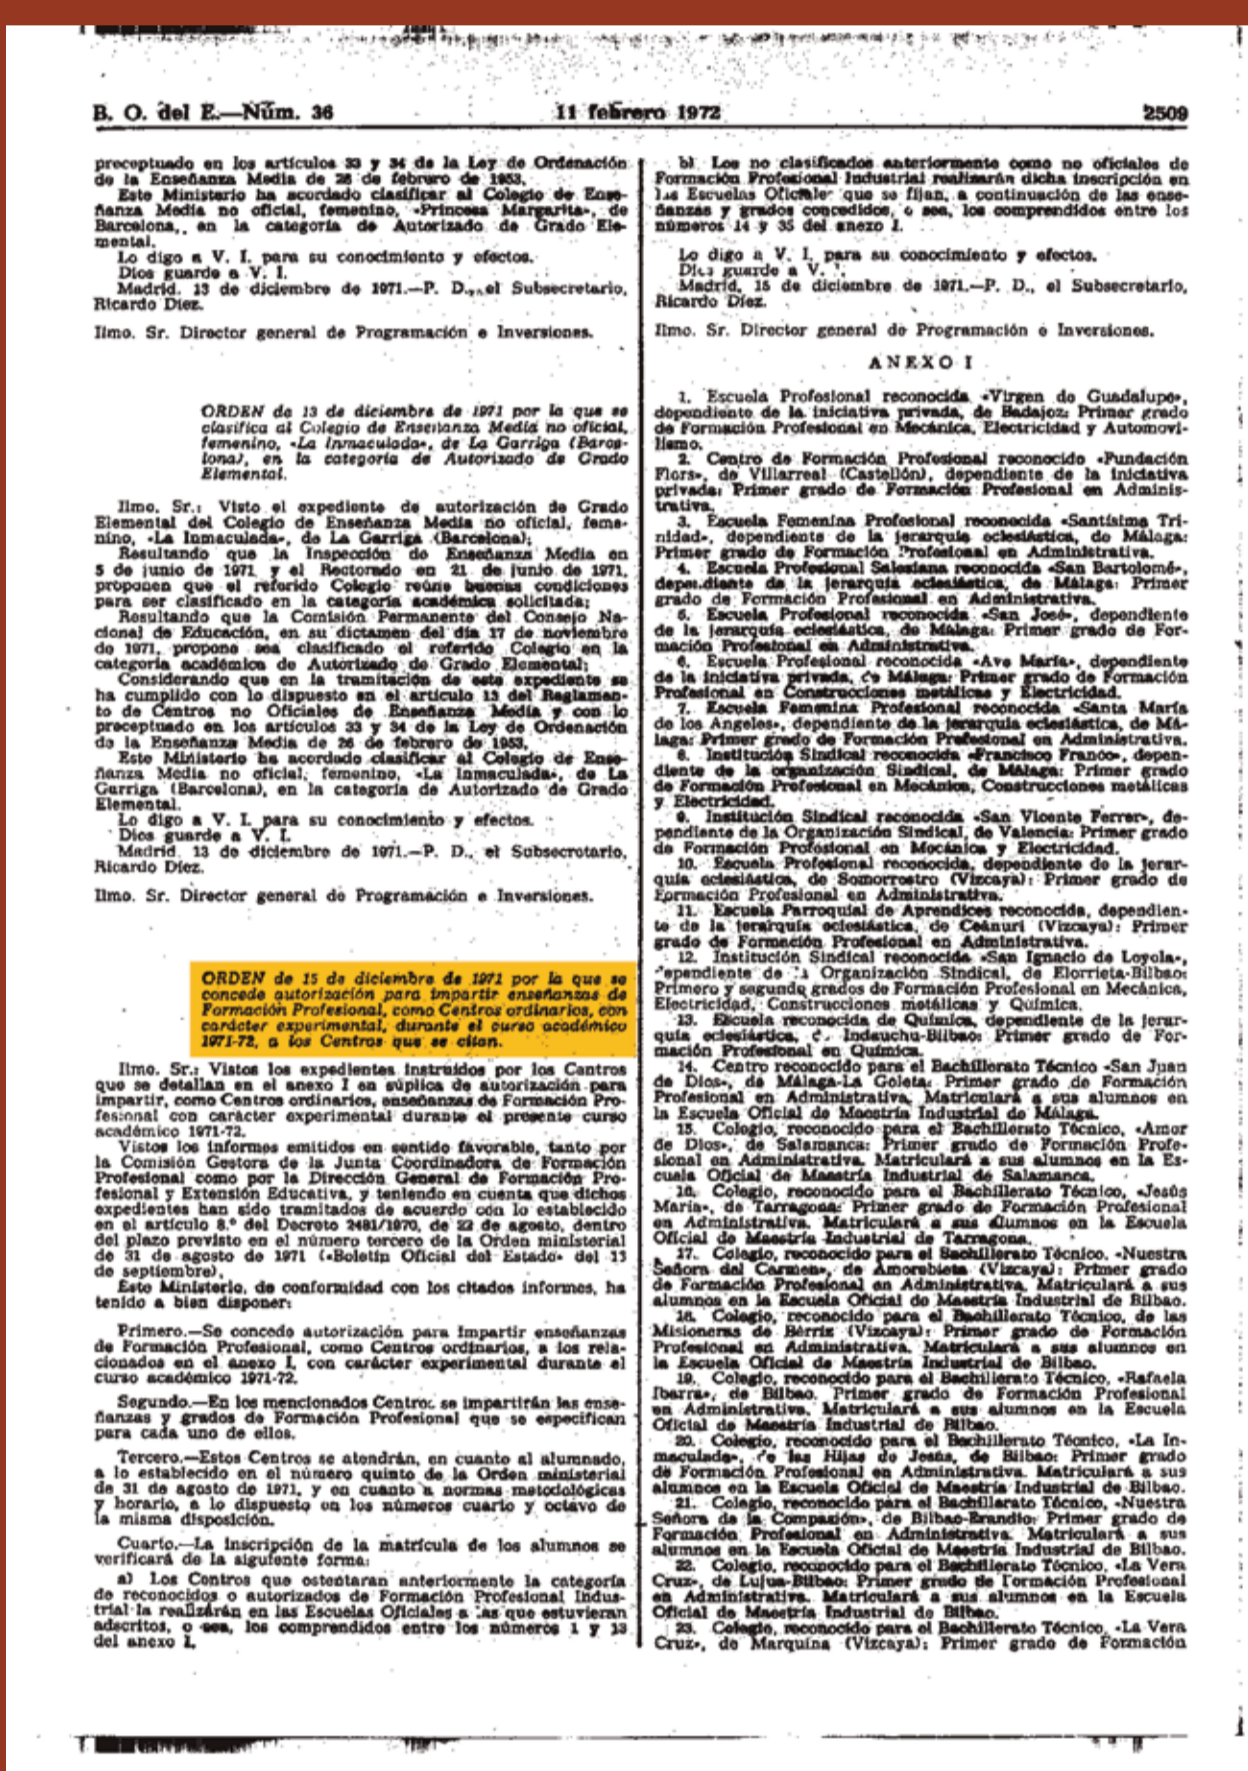 B. O. del E.—Núm. 36
11 febrero 1972
2509
preceptuado en los artículos 33 y 34 de la Ley de Ordenación
de la Enseñanza Media de 26 de febrero de 1953,
Este Ministerio ha acordado clasificar al Colegio de Ense-
ñanza Media no oficial, femenino, «Princesa Margarita», de
Barcelona, en la categoría de Autorizado de Grado Ele-
mental.
Lo digo a V. I. para su conocimiento y efectos.
Dios guarde a V. I.
Madrid, 13 de diciembre de 1971.—P. D., el Subsecretario,
Ricardo Díez.
Ilmo. Sr. Director general de Programación e Inversiones.
ORDEN de 13 de diciembre de 1971 por la que se
clasifica al Colegio de Enseñanza Media no oficial,
femenino, «La Inmaculada», de La Garriga (Barce-
lona), en la categoría de Autorizado de Grado
Elemental.
Ilmo. Sr.: Visto el expediente de autorización de Grado
Elemental del Colegio de Enseñanza Media no oficial, feme-
nino, «La Inmaculada», de La Garriga (Barcelona);
Resultando que la Inspección de Enseñanza Media en
5 de junio de 1971 y el Rectorado en 21 de junio de 1971,
proponen que el referido Colegio reúne buenas condiciones
para ser clasificado en la categoría académica solicitada;
Resultando que la Comisión Permanente del Consejo Na-
cional de Educación, en su dictamen del día 17 de noviembre
de 1971, propone sea clasificado el referido Colegio en la
categoría académica de Autorizado de Grado Elemental;
Considerando que en la tramitación de este expediente se
ha cumplido con lo dispuesto en el artículo 13 del Reglamen-
to de Centros no Oficiales de Enseñanza Media y con lo
preceptuado en los artículos 33 y 34 de la Ley de Ordenación
de la Enseñanza Media de 26 de febrero de 1953,
Este Ministerio ha acordado clasificar al Colegio de Ense-
ñanza Media no oficial, femenino, «La Inmaculada», de La
Garriga (Barcelona), en la categoría de Autorizado de Grado
Elemental.
Lo digo a V. I. para su conocimiento y efectos.
Dios guarde a V. I.
Madrid, 13 de diciembre de 1971.—P. D., el Subsecretario,
Ricardo Díez.
Ilmo. Sr. Director general de Programación e Inversiones.
ORDEN de 15 de diciembre de 1971 por la que se
concede autorización para impartir enseñanzas de
Formación Profesional, como Centros ordinarios, con
carácter experimental, durante el curso académico
1971-72, a los Centros que se citan.
Ilmo. Sr.: Vistos los expedientes instruidos por los Centros
que se detallan en el anexo I en súplica de autorización para
impartir, como Centros ordinarios, enseñanzas de Formación Pro-
fesional con carácter experimental durante el presente curso
académico 1971-72.
Vistos los informes emitidos en sentido favorable, tanto por
la Comisión Gestora de la Junta Coordinadora de Formación
Profesional como por la Dirección General de Formación Pro-
fesional y Extensión Educativa, y teniendo en cuenta que dichos
expedientes han sido tramitados de acuerdo con lo establecido
en el artículo 8.º del Decreto 2481/1970, de 22 de agosto, dentro
del plazo previsto en el número tercero de la Orden ministerial
de 31 de agosto de 1971 («Boletín Oficial del Estado» del 13
de septiembre),
Este Ministerio, de conformidad con los citados informes, ha
tenido a bien disponer:
Primero.—Se concede autorización para impartir enseñanzas
de Formación Profesional, como Centros ordinarios, a los rela-
cionados en el anexo I, con carácter experimental durante el
curso académico 1971-72.
Segundo.—En los mencionados Centros se impartirán las ense-
ñanzas y grados de Formación Profesional que se especifican
para cada uno de ellos.
Tercero.—Estos Centros se atendrán, en cuanto al alumnado,
a lo establecido en el número quinto de la Orden ministerial
de 31 de agosto de 1971, y en cuanto a normas metodológicas
y horario, a lo dispuesto en los números cuarto y octavo de
la misma disposición.
Cuarto.—La inscripción de la matrícula de los alumnos se
verificará de la siguiente forma:
a) Los Centros que ostentaran anteriormente la categoría
de reconocidos o autorizados de Formación Profesional Indus-
trial la realizarán en las Escuelas Oficiales a las que estuvieran
adscritos, o sea, los comprendidos entre los números 1 y 13
del anexo I.
b) Los no clasificados anteriormente como no oficiales de
Formación Profesional Industrial realizarán dicha inscripción en
las Escuelas Oficiales que se fijan, a continuación de las ense-
ñanzas y grados concedidos, o sea, los comprendidos entre los
números 14 y 35 del anexo I.
Lo digo a V. I. para su conocimiento y efectos.
Dios guarde a V. I.
Madrid, 15 de diciembre de 1971.—P. D., el Subsecretario,
Ricardo Díez.
Ilmo. Sr. Director general de Programación e Inversiones.
ANEXO I
1. Escuela Profesional reconocida «Virgen de Guadalupe»,
dependiente de la iniciativa privada, de Badajoz: Primer grado
de Formación Profesional en Mecánica, Electricidad y Automovi-
lismo.
2. Centro de Formación Profesional reconocido «Fundación
Flors», de Villarreal (Castellón), dependiente de la iniciativa
privada: Primer grado de Formación Profesional en Adminis-
trativa.
3. Escuela Femenina Profesional reconocida «Santísima Tri-
nidad», dependiente de la jerarquía eclesiástica, de Málaga:
Primer grado de Formación Profesional en Administrativa.
4. Escuela Profesional Salesiana reconocida «San Bartolomé»,
dependiente de la jerarquía eclesiástica, de Málaga: Primer
grado de Formación Profesional en Administrativa.
5. Escuela Profesional reconocida «San José», dependiente
de la jerarquía eclesiástica, de Málaga: Primer grado de For-
mación Profesional en Administrativa.
6. Escuela Profesional reconocida «Ave María», dependiente
de la iniciativa privada, de Málaga: Primer grado de Formación
Profesional en Construcciones metálicas y Electricidad.
7. Escuela Femenina Profesional reconocida «Santa María
de los Angeles», dependiente de la jerarquía eclesiástica, de Má-
laga: Primer grado de Formación Profesional en Administrativa.
8. Institución Sindical reconocida «Francisco Franco», depen-
diente de la organización Sindical, de Málaga: Primer grado
de Formación Profesional en Mecánica, Construcciones metálicas
y Electricidad.
9. Institución Sindical reconocida «San Vicente Ferrer», de-
pendiente de la Organización Sindical, de Valencia: Primer grado
de Formación Profesional en Mecánica y Electricidad.
10. Escuela Profesional reconocida, dependiente de la jerar-
quía eclesiástica, de Somorrostro (Vizcaya): Primer grado de
Formación Profesional en Administrativa.
11. Escuela Parroquial de Aprendices reconocida, dependien-
te de la jerarquía eclesiástica, de Ceánuri (Vizcaya): Primer
grado de Formación Profesional en Administrativa.
12. Institución Sindical reconocida «San Ignacio de Loyola»,
dependiente de la Organización Sindical, de Elorrieta-Bilbao:
Primero y segundo grados de Formación Profesional en Mecánica,
Electricidad, Construcciones metálicas y Química.
13. Escuela reconocida de Química, dependiente de la jerar-
quía eclesiástica, de Indauchu-Bilbao: Primer grado de For-
mación Profesional en Química.
14. Centro reconocido para el Bachillerato Técnico «San Juan
de Dios», de Málaga-La Goleta: Primer grado de Formación
Profesional en Administrativa. Matriculará a sus alumnos en
la Escuela Oficial de Maestría Industrial de Málaga.
15. Colegio, reconocido para el Bachillerato Técnico, «Amor
de Dios», de Salamanca: Primer grado de Formación Profe-
sional en Administrativa. Matriculará a sus alumnos en la Es-
cuela Oficial de Maestría Industrial de Salamanca.
16. Colegio, reconocido para el Bachillerato Técnico, «Jesús
María», de Tarragona: Primer grado de Formación Profesional
en Administrativa. Matriculará a sus alumnos en la Escuela
Oficial de Maestría Industrial de Tarragona.
17. Colegio, reconocido para el Bachillerato Técnico, «Nuestra
Señora del Carmen», de Amorebieta (Vizcaya): Primer grado
de Formación Profesional en Administrativa. Matriculará a sus
alumnos en la Escuela Oficial de Maestría Industrial de Bilbao.
18. Colegio, reconocido para el Bachillerato Técnico, de las
Misioneras de Bérriz (Vizcaya): Primer grado de Formación
Profesional en Administrativa. Matriculará a sus alumnos en
la Escuela Oficial de Maestría Industrial de Bilbao.
19. Colegio, reconocido para el Bachillerato Técnico, «Rafaela
Ibarra», de Bilbao. Primer grado de Formación Profesional
en Administrativa. Matriculará a sus alumnos en la Escuela
Oficial de Maestría Industrial de Bilbao.
20. Colegio, reconocido para el Bachillerato Técnico, «La In-
maculada», de las Hijas de Jesús, de Bilbao: Primer grado
de Formación Profesional en Administrativa. Matriculará a sus
alumnos en la Escuela Oficial de Maestría Industrial de Bilbao.
21. Colegio, reconocido para el Bachillerato Técnico, «Nuestra
Señora de la Compasión», de Bilbao-Erandio: Primer grado de
Formación Profesional en Administrativa. Matriculará a sus
alumnos en la Escuela Oficial de Maestría Industrial de Bilbao.
22. Colegio, reconocido para el Bachillerato Técnico, «La Vera
Cruz», de Lujua-Bilbao: Primer grado de Formación Profesional
en Administrativa. Matriculará a sus alumnos en la Escuela
Oficial de Maestría Industrial de Bilbao.
23. Colegio, reconocido para el Bachillerato Técnico, «La Vera
Cruz», de Marquina (Vizcaya): Primer grado de Formación